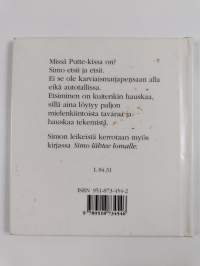 Missä Putte-kissa on?
Simo etsii ja etsii.
Ei se ole karviaismarjapensaan alla
eikä autotallissa.
Etsiminen on kuitenkin hauskaa,
sillä aina löytyy paljon
mielenkiintoista tavaraa ja
hauskaa tekemistä.
Simon leikeistä kerrotaan myös
kirjassa Simo lähtee lomalle.
L 84.31
ISBN 951-873-454-2